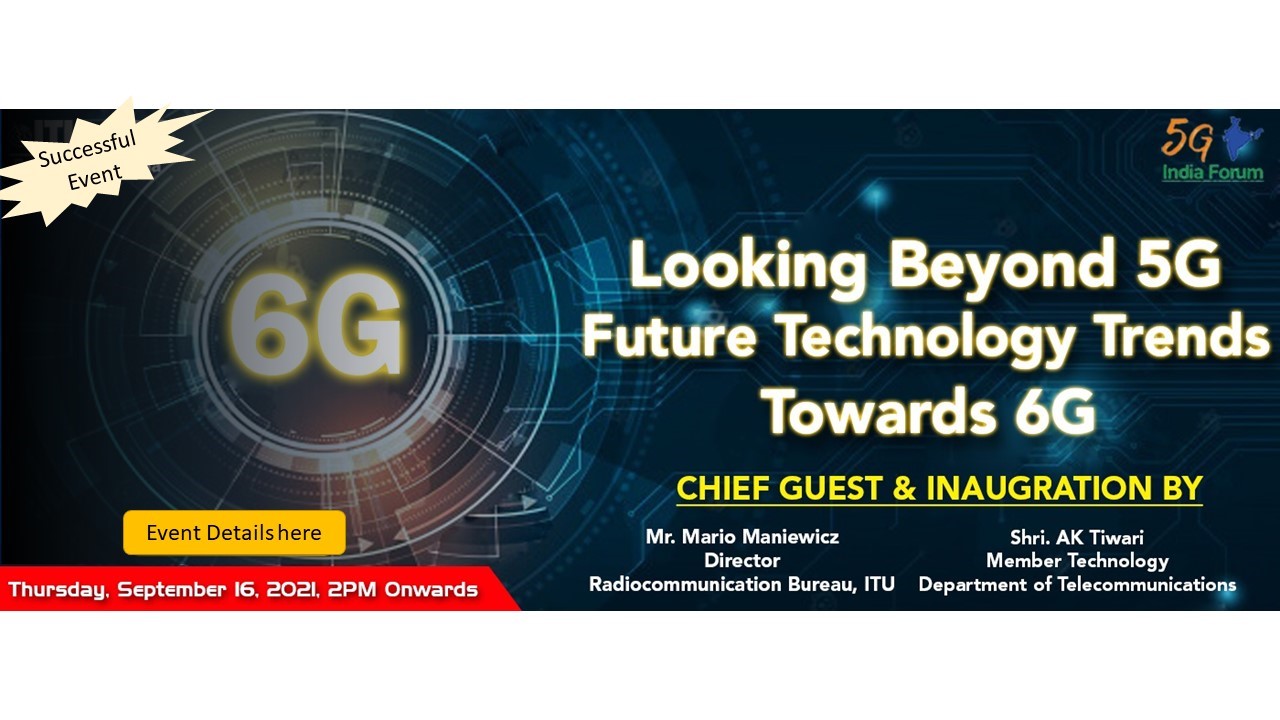 Successful
Event
5G
India Forum
6G
Looking Beyond 5G
Future Technology Trends
Towards 6G
CHIEF GUEST & INAUGRATION BY
Mr. Mario Maniewicz
Director
Radiocommunication Bureau, ITU
Shri. AK Tiwari
Member Technology
Department of Telecommunications
Event Details here
Thursday, September 16, 2021, 2PM Onwards